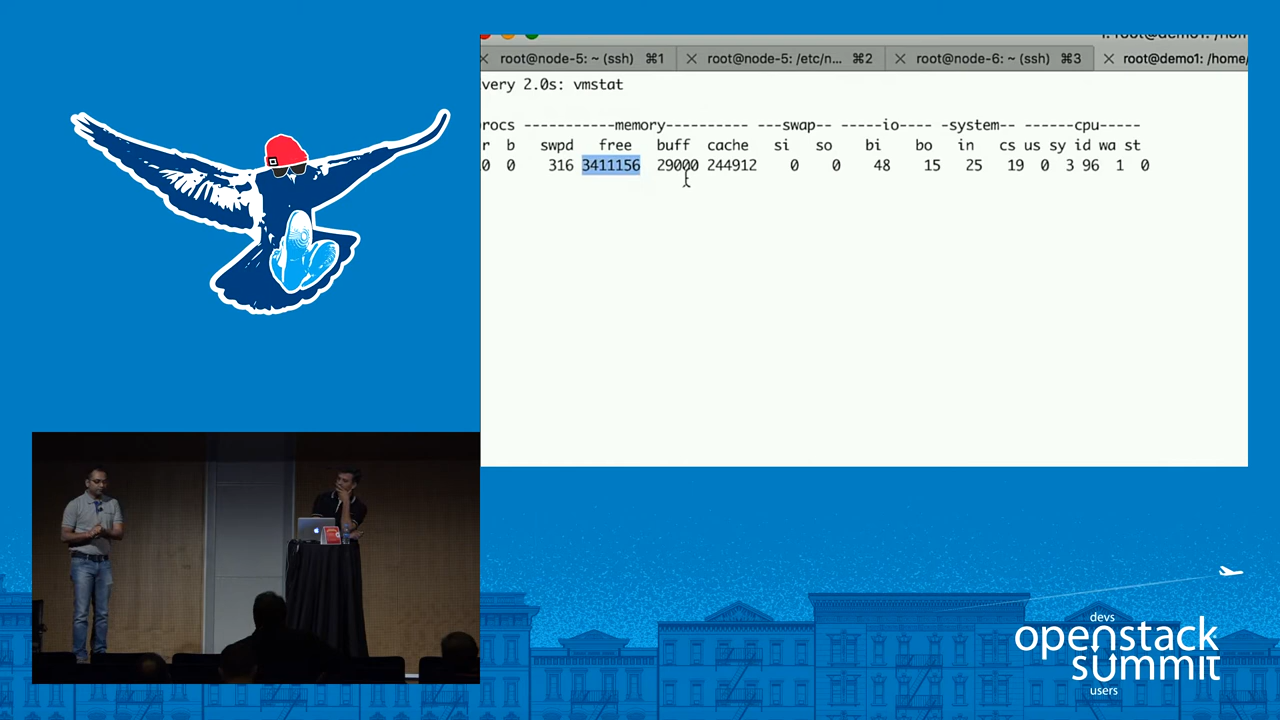 root@node-5: ~ (ssh) ⌘1
root@node-5: /etc/n... ⌘2
root@node-6: ~ (ssh) ⌘3
root@demo1: /home/
very 2.0s: vmstat
rocs -----------memory---------- ---swap-- -----io---- -system-- ------cpu-----
r b swpd free buff cache si so bi bo in cs us sy id wa st
0 0 316 3411156 29000 244912 0 0 48 15 25 19 0 3 96 1 0
devs
openstack
summit
users